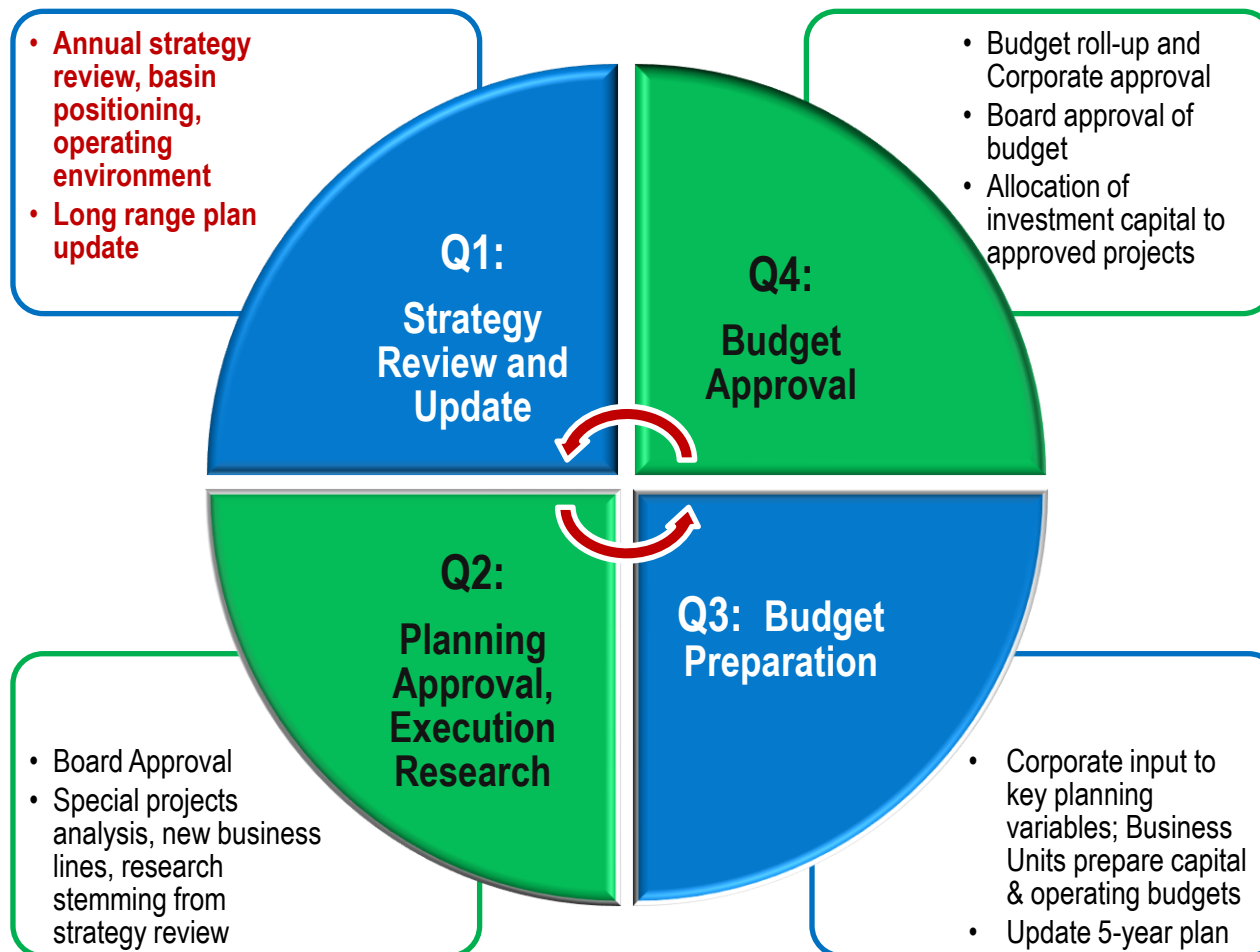 • Annual strategy
review, basin
positioning,
operating
environment
• Long range plan
update
Q1:
Strategy
Review and
Update
• Budget roll-up and
Corporate approval
• Board approval of
budget
• Allocation of
investment capital to
approved projects
Q4:
Budget
Approval
Q2:
Planning
Approval,
Execution
Research
• Board Approval
• Special projects
analysis, new business
lines, research
stemming from
strategy review
Q3: Budget
Preparation
• Corporate input to
key planning
variables; Business
Units prepare capital
& operating budgets
• Update 5-year plan